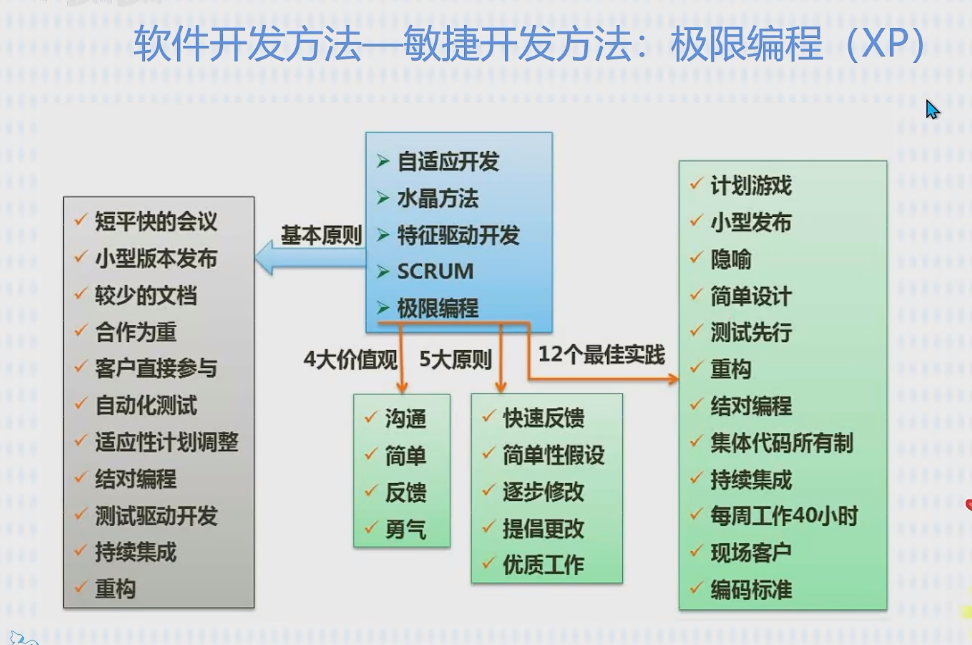 软件开发方法—敏捷开发方法：极限编程（XP）
自适应开发
水晶方法
特征驱动开发
SCRUM
极限编程
基本原则
短平快的会议
小型版本发布
较少的文档
合作为重
客户直接参与
自动化测试
适应性计划调整
结对编程
测试驱动开发
持续集成
重构
4大价值观
沟通
简单
反馈
勇气
5大原则
快速反馈
简单性假设
逐步修改
提倡更改
优质工作
12个最佳实践
计划游戏
小型发布
隐喻
简单设计
测试先行
重构
结对编程
集体代码所有制
持续集成
每周工作40小时
现场客户
编码标准